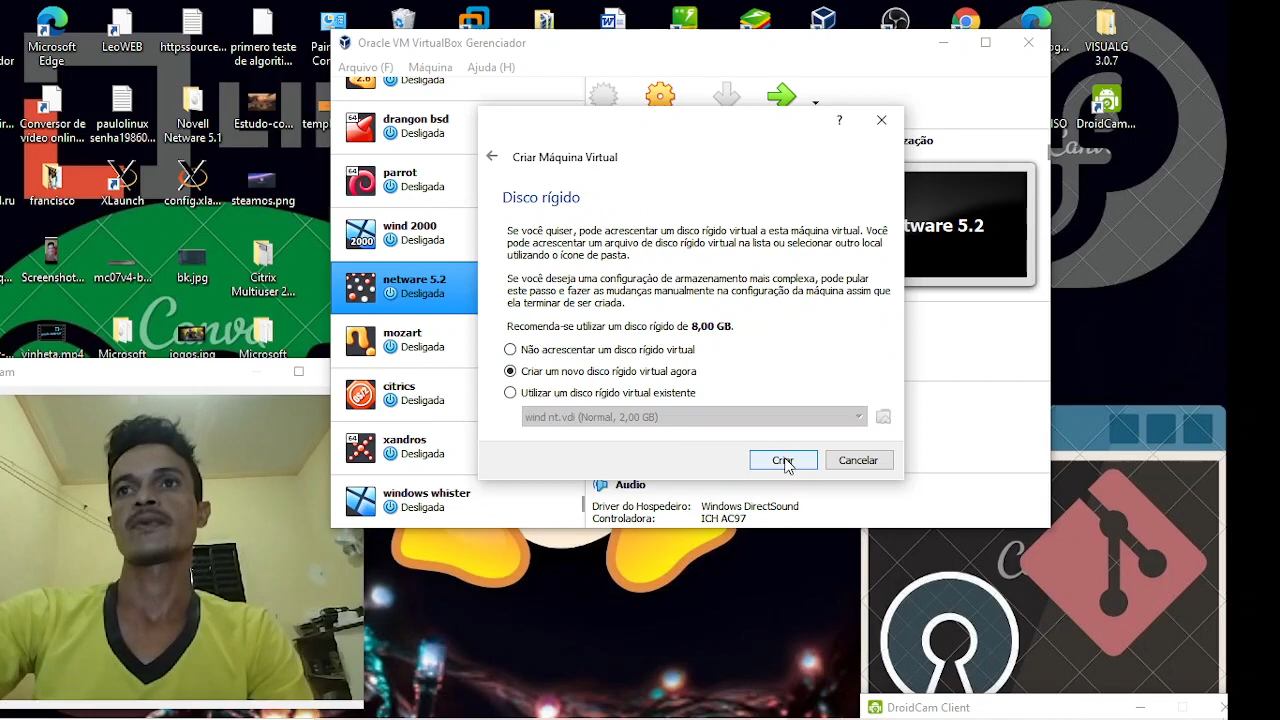 Microsoft
Edge
LeoWEB
httpssource...
primero teste
de algoriti...
VISUALG
3.0.7
Oracle VM VirtualBox Gerenciador
Arquivo (F)
Máquina
Ajuda (H)
Conversor de
vídeo online...
paulolinux
senha19860...
Novell
Netware 5.1
Estudo-co...
DroidCam...
drangon bsd
Desligada
parrot
Desligada
wind 2000
Desligada
netware 5.2
Desligada
mozart
Desligada
citrics
Desligada
xandros
Desligada
windows whister
Desligada
francisco
XLaunch
config.xla...
steamos.png
Screenshot...
mc07v4-b...
bk.jpg
Citrix
Multiuser 2...
vinheta.mp4
Microsoft
jogos.jpg
Microsoft
Criar Máquina Virtual
Disco rígido
Se você quiser, pode acrescentar um disco rígido virtual a esta máquina virtual. Você
pode acrescentar um arquivo de disco rígido virtual na lista ou selecionar outro local
utilizando o ícone de pasta.
Se você deseja uma configuração de armazenamento mais complexa, pode pular
este passo e fazer as mudanças manualmente na configuração da máquina assim que
ela terminar de ser criada.
Recomenda-se utilizar um disco rígido de 8,00 GB.
Não acrescentar um disco rígido virtual
Criar um novo disco rígido virtual agora
Utilizar um disco rígido virtual existente
wind nt.vdi (Normal, 2,00 GB)
Criar
Cancelar
zação
tware 5.2
Áudio
Driver do Hospedeiro: Windows DirectSound
Controladora: ICH AC97
DroidCam Client